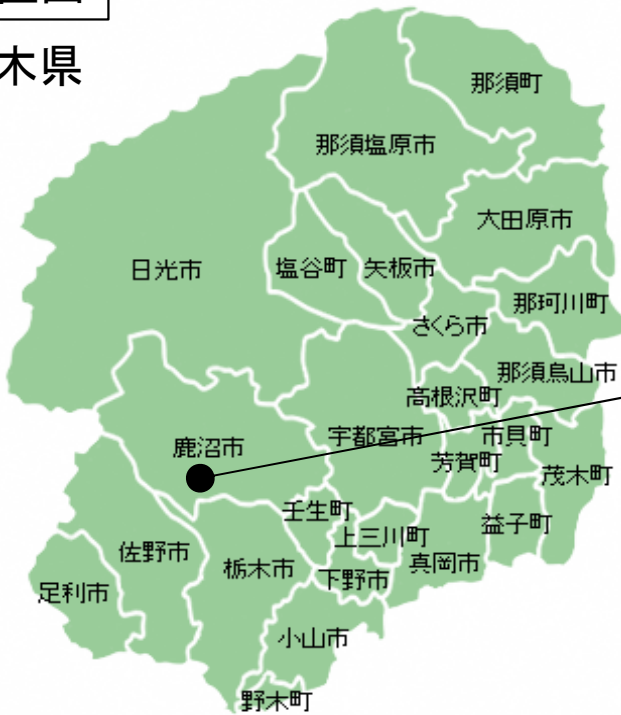 木県
那須町
那須塩原市
大田原市
日光市
塩谷町
矢板市
那珂川町
さくら市
那須烏山市
高根沢町
鹿沼市
宇都宮市
市貝町
芳賀町
茂木町
壬生町
益子町
上三川町
佐野市
栃木市
下野市
真岡市
足利市
小山市
野木町